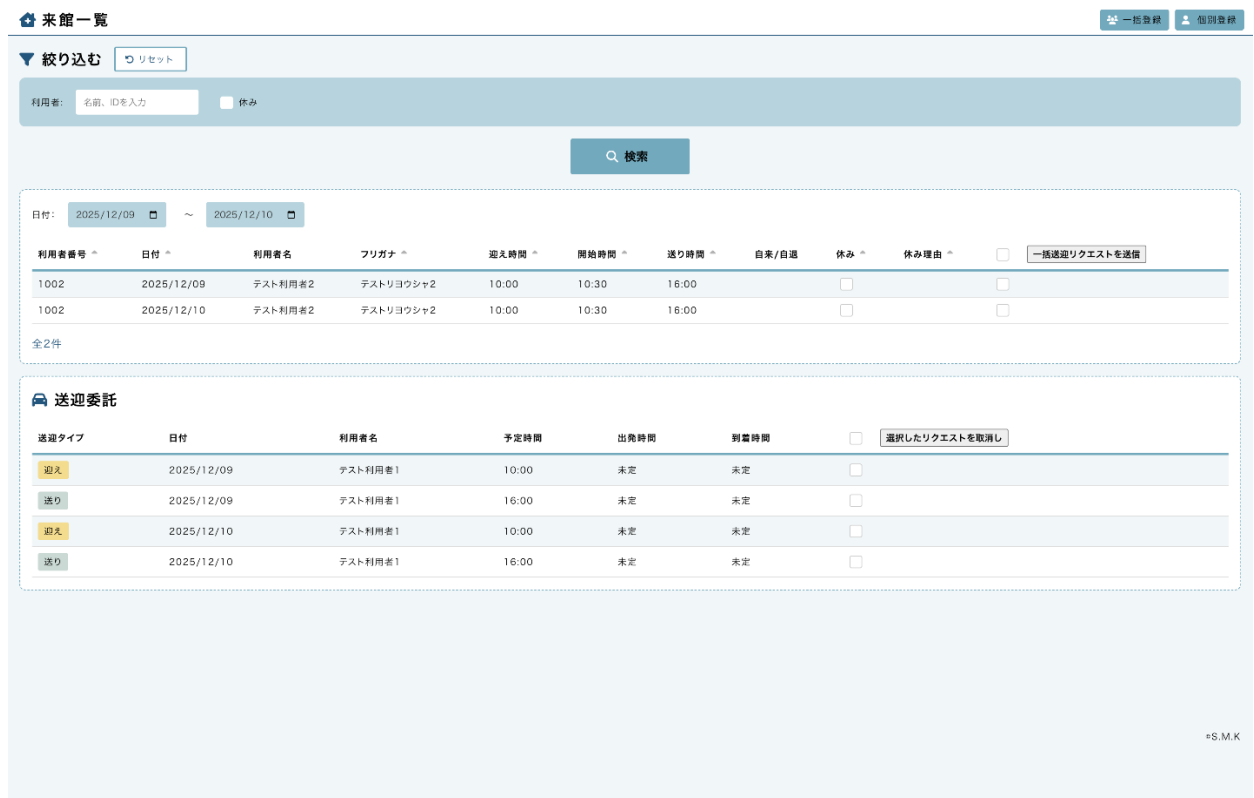 来館一覧 一括登録 個別登録
絞り込む リセット
利用者: 名前、IDを入力 休み
検索
日付: 2025/12/09 ～ 2025/12/10
利用者番号 日付 利用者名 フリガナ 迎え時間 開始時間 送り時間 自来/自退 休み 休み理由 一括送迎リクエストを送信
1002 2025/12/09 テスト利用者2 テストリヨウシャ2 10:00 10:30 16:00
1002 2025/12/10 テスト利用者2 テストリヨウシャ2 10:00 10:30 16:00
全2件
送迎委託
送迎タイプ 日付 利用者名 予定時間 出発時間 到着時間 選択したリクエストを取消し
迎え 2025/12/09 テスト利用者1 10:00 未定 未定
送り 2025/12/09 テスト利用者1 16:00 未定 未定
迎え 2025/12/10 テスト利用者1 10:00 未定 未定
送り 2025/12/10 テスト利用者1 16:00 未定 未定
©S.M.K